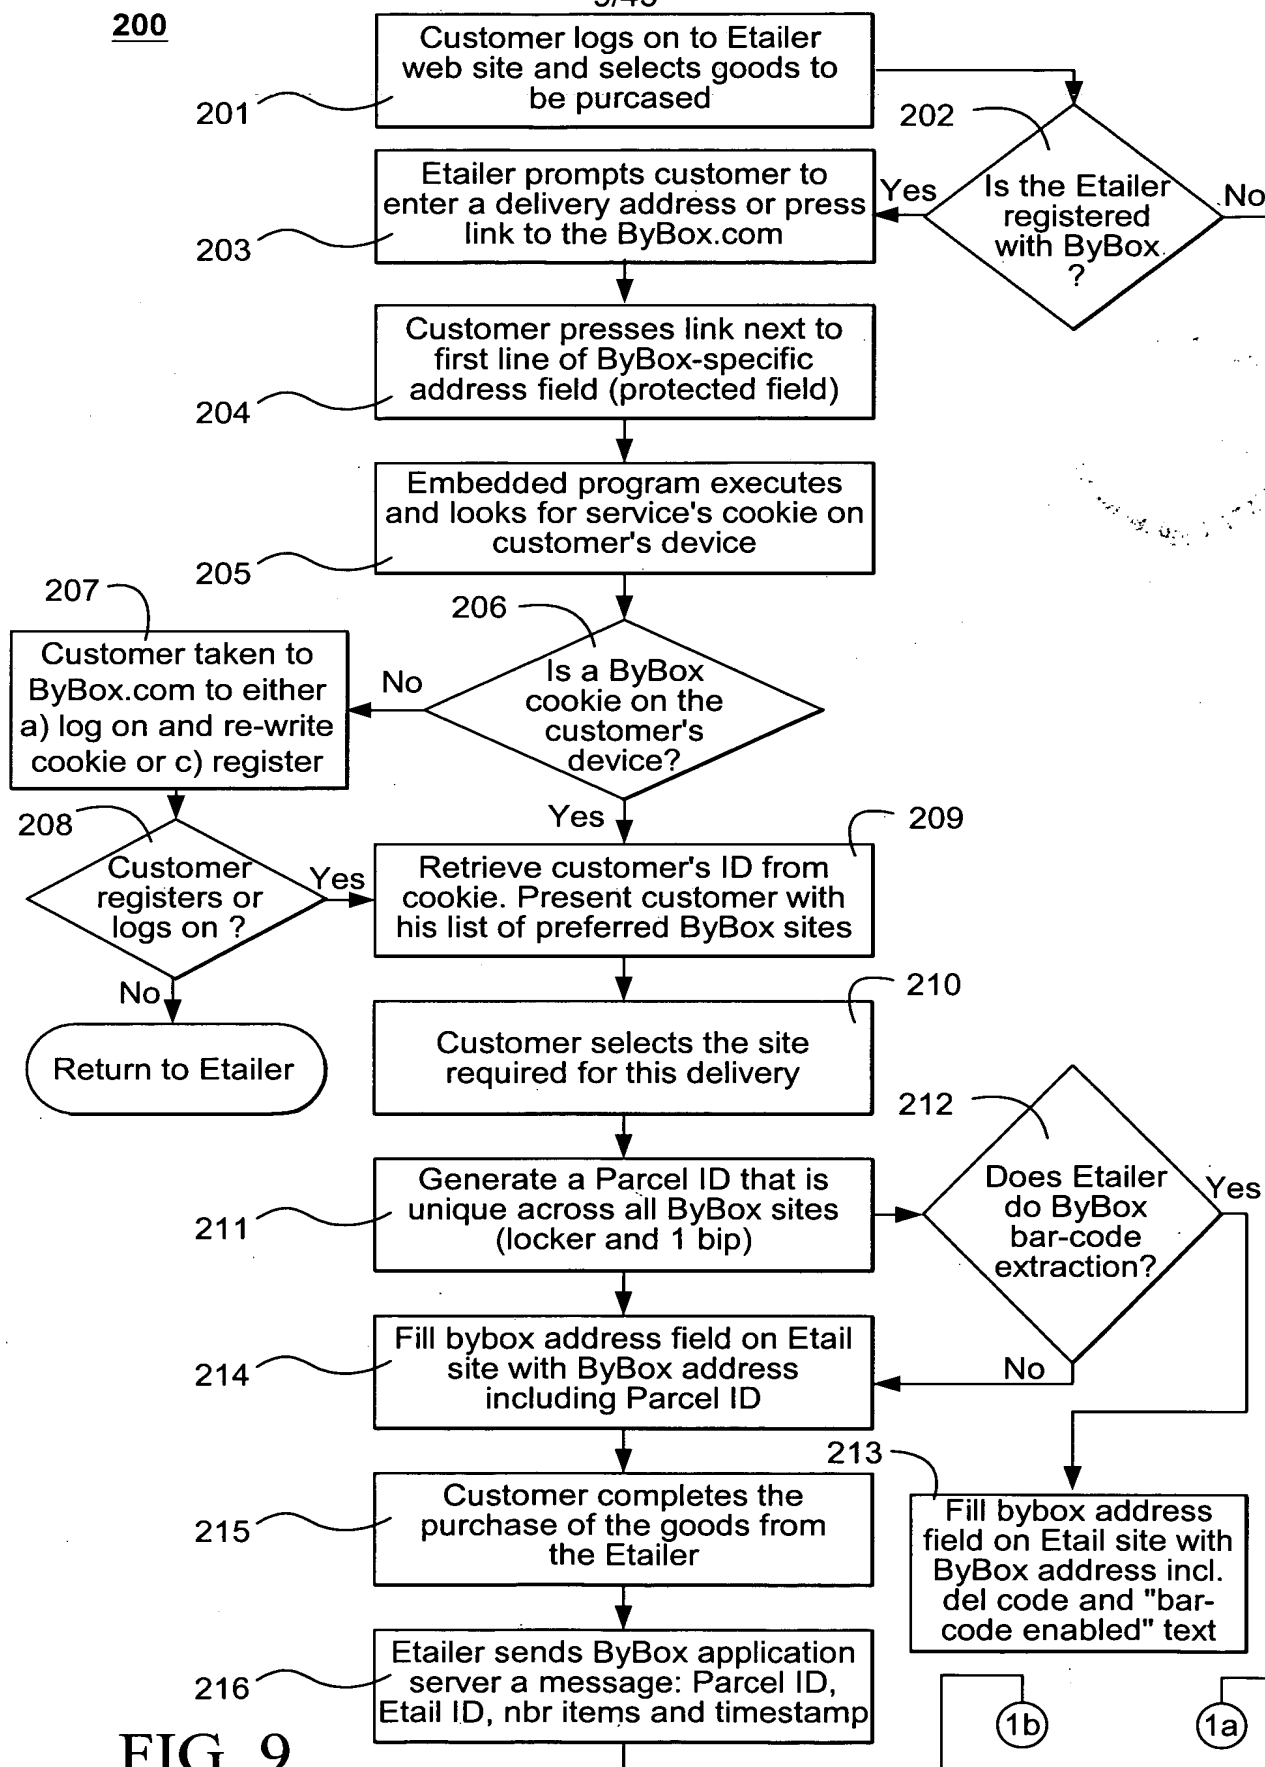 9/43
200
Customer logs on to Etailer
web site and selects goods to
be purcased
201
202
Is the Etailer
registered
with ByBox
?
Yes
No
Etailer prompts customer to
enter a delivery address or press
link to the ByBox.com
203
Customer presses link next to
first line of ByBox-specific
address field (protected field)
204
Embedded program executes
and looks for service's cookie on
customer's device
205
206
Is a ByBox
cookie on the
customer's
device?
No
Yes
207
Customer taken to
ByBox.com to either
a) log on and re-write
cookie or c) register
208
Customer
registers or
logs on ?
Yes
No
Return to Etailer
209
Retrieve customer's ID from
cookie. Present customer with
his list of preferred ByBox sites
210
Customer selects the site
required for this delivery
211
Generate a Parcel ID that is
unique across all ByBox sites
(locker and 1 bip)
212
Does Etailer
do ByBox
bar-code
extraction?
Yes
No
214
Fill bybox address field on Etail
site with ByBox address
including Parcel ID
213
Fill bybox address
field on Etail site with
ByBox address incl.
del code and "bar-
code enabled" text
215
Customer completes the
purchase of the goods from
the Etailer
216
Etailer sends ByBox application
server a message: Parcel ID,
Etail ID, nbr items and timestamp
1b
1a
FIG. 9